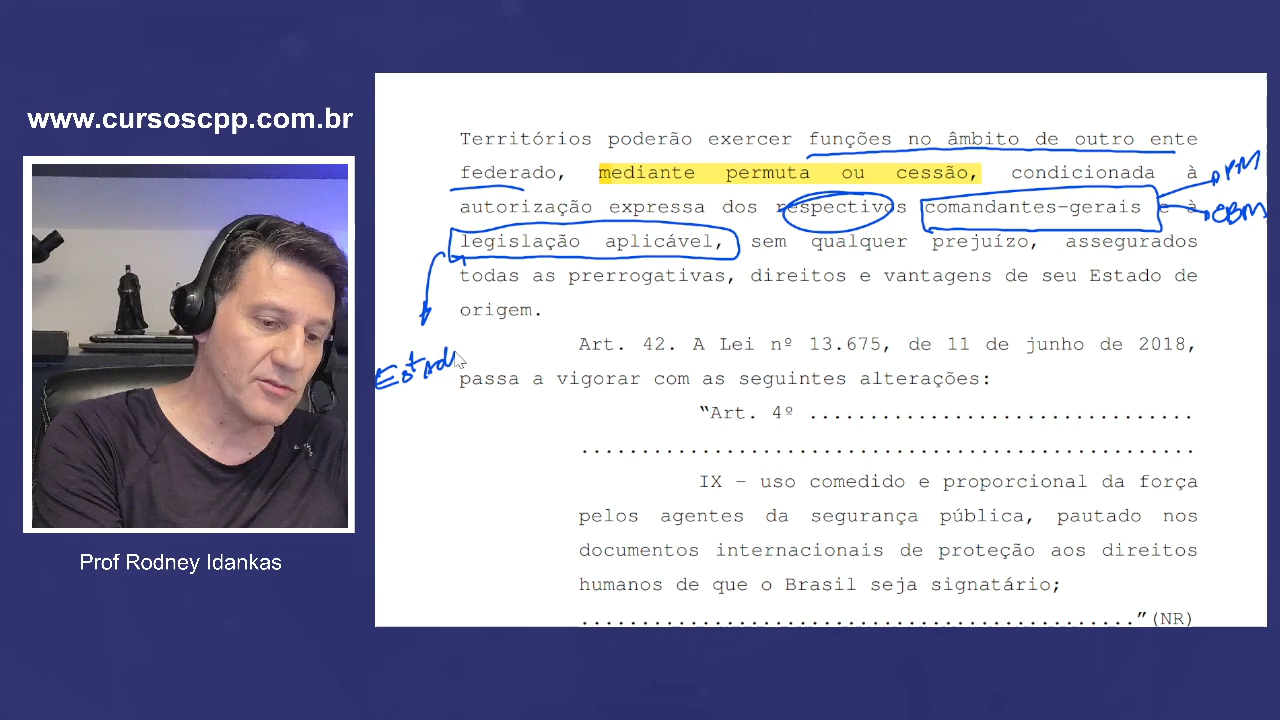 www.cursoscpp.com.br
Prof Rodney Idankas
Territórios poderão exercer funções no âmbito de outro ente
federado, mediante permuta ou cessão, condicionada à
autorização expressa dos respectivos comandantes-gerais e à
legislação aplicável, sem qualquer prejuízo, assegurados
todas as prerrogativas, direitos e vantagens de seu Estado de
origem.
Art. 42. A Lei nº 13.675, de 11 de junho de 2018,
passa a vigorar com as seguintes alterações:
“Art. 4º ................................
...................................................
IX – uso comedido e proporcional da força
pelos agentes da segurança pública, pautado nos
documentos internacionais de proteção aos direitos
humanos de que o Brasil seja signatário;
..............................................”(NR)
PM
CBM
Estadu